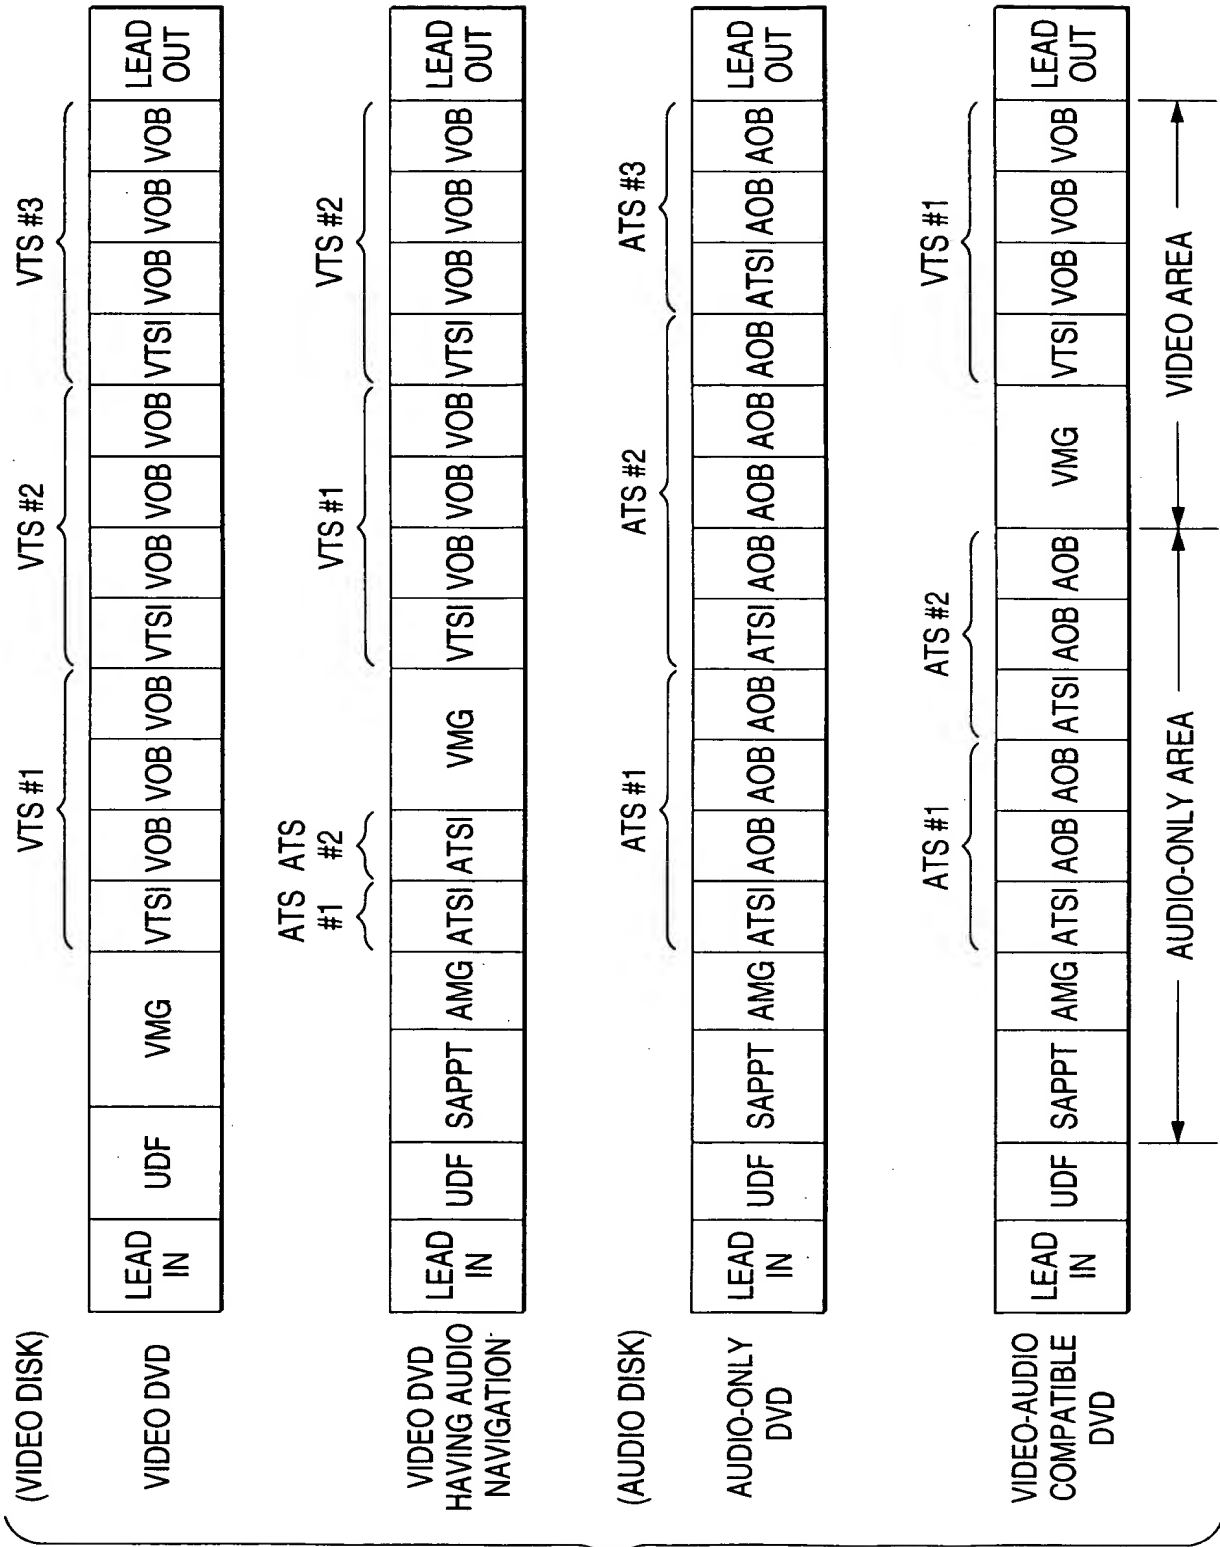 (VIDEO DISK)
VTS #1 VTS #2 VTS #3
VIDEO DVD
LEAD IN UDF VMG VTSI VOB VOB VOB VTSI VOB VOB VOB VTSI VOB VOB VOB LEAD OUT
ATS #1 ATS #2 VTS #1 VTS #2
VIDEO DVD
HAVING AUDIO
NAVIGATION
LEAD IN UDF SAPPT AMG ATSI ATSI VMG VTSI VOB VOB VOB VTSI VOB VOB VOB LEAD OUT
(AUDIO DISK)
ATS #1 ATS #2 ATS #3
AUDIO-ONLY
DVD
LEAD IN UDF SAPPT AMG ATSI AOB AOB AOB ATSI AOB AOB AOB AOB ATSI AOB AOB LEAD OUT
ATS #1 ATS #2 VTS #1
VIDEO-AUDIO
COMPATIBLE
DVD
LEAD IN UDF SAPPT AMG ATSI AOB AOB ATSI AOB AOB VMG VTSI VOB VOB VOB LEAD OUT
AUDIO-ONLY AREA VIDEO AREA